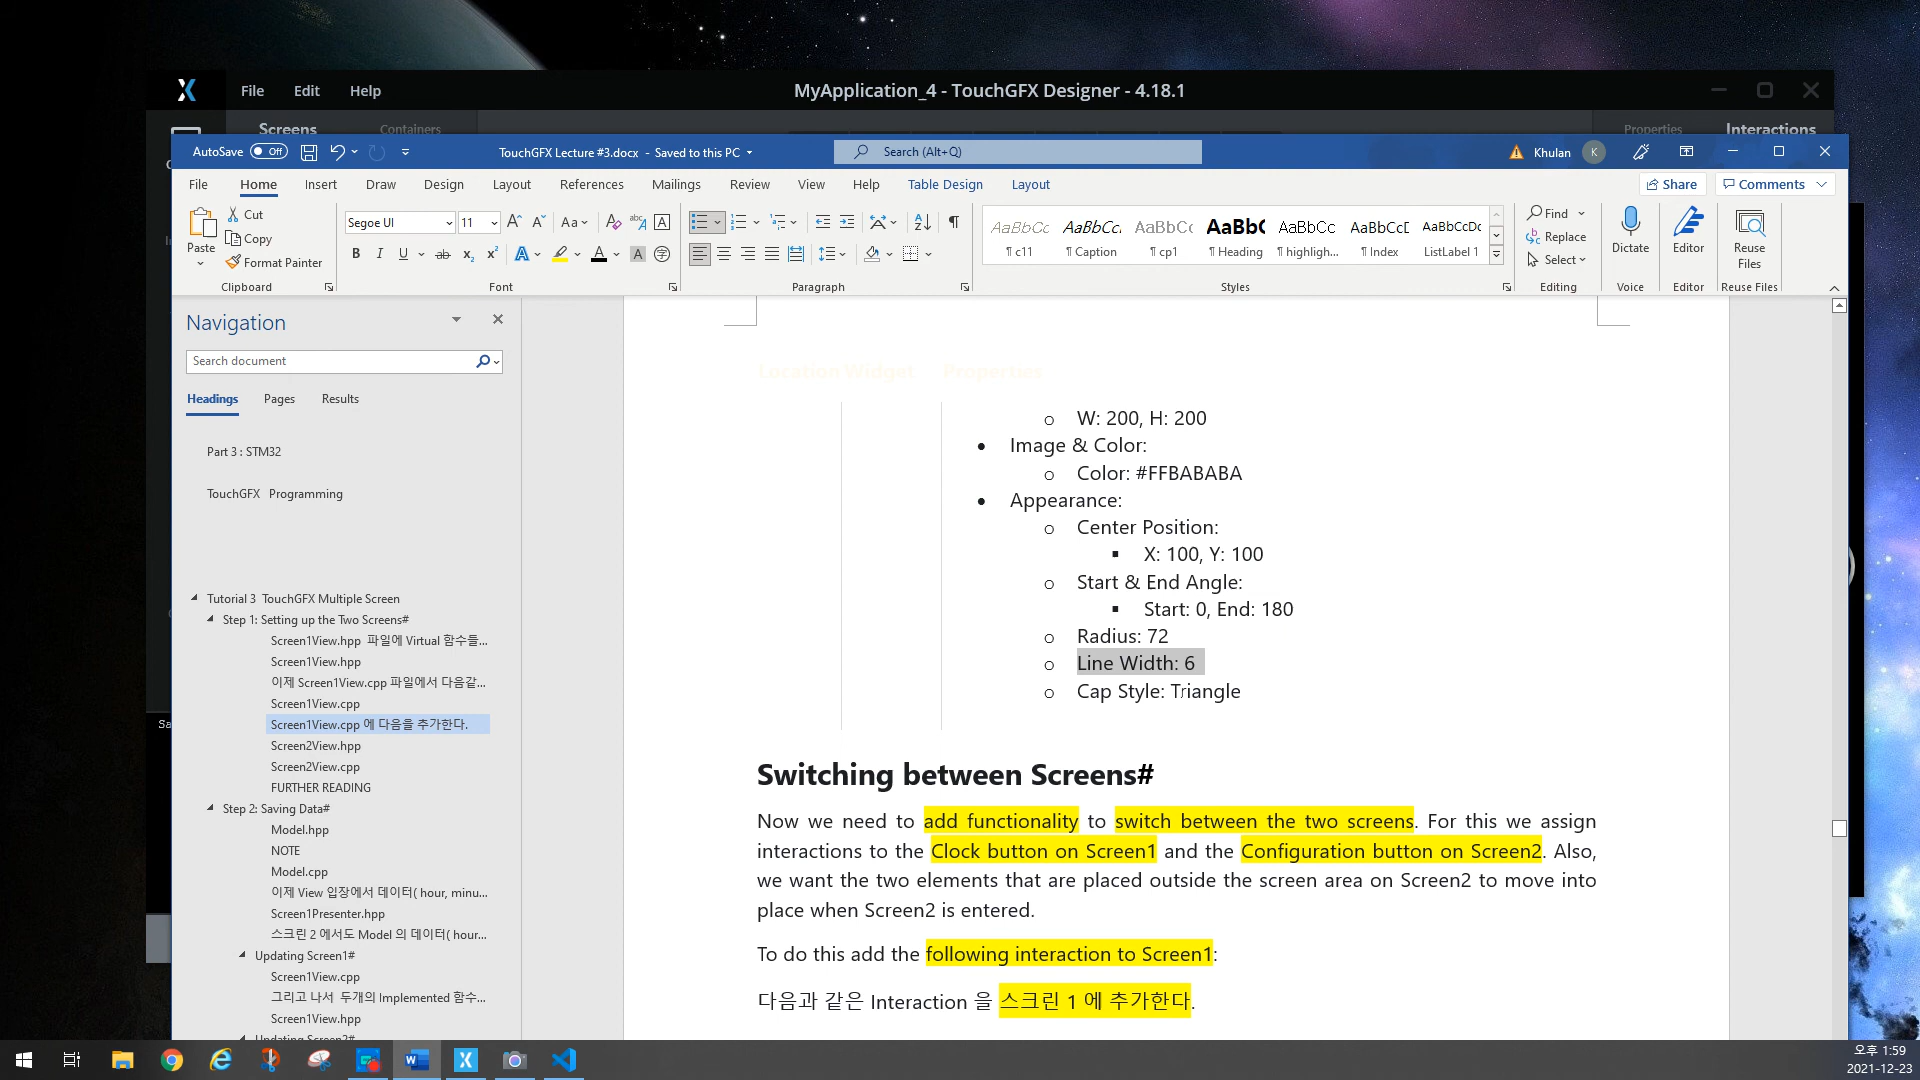 File Edit Help
MyApplication_4 - TouchGFX Designer - 4.18.1
Screens Containers
Properties Interactions
AutoSave Off
TouchGFX Lecture #3.docx - Saved to this PC
Search (Alt+Q)
Khulan K
File Home Insert Draw Design Layout References Mailings Review View Help Table Design Layout
Share Comments
Paste
Cut
Copy
Format Painter
Clipboard
Segoe UI 11
Font
Paragraph
AaBbCc AaBbCc AaBbCc AaBbC AaBbCc AaBbCcD AaBbCcDc
¶ c11 ¶ Caption ¶ cp1 ¶ Heading ¶ highligh... ¶ Index ListLabel 1
Styles
Find
Replace
Select
Editing
Dictate
Voice
Editor
Editor
Reuse
Files
Reuse Files
Navigation
Search document
Headings Pages Results
Part 3 : STM32
TouchGFX Programming
Tutorial 3 TouchGFX Multiple Screen
Step 1: Setting up the Two Screens#
Screen1View.hpp 파일에 Virtual 함수들...
Screen1View.hpp
이제 Screen1View.cpp 파일에서 다음같...
Screen1View.cpp
Screen1View.cpp 에 다음을 추가한다.
Screen2View.hpp
Screen2View.cpp
FURTHER READING
Step 2: Saving Data#
Model.hpp
NOTE
Model.cpp
이제 View 입장에서 데이터( hour, minu...
Screen1Presenter.hpp
스크린 2 에서도 Model 의 데이터( hour...
Updating Screen1#
Screen1View.cpp
그리고 나서 두개의 Implemented 함수...
Screen1View.hpp
Updating Screen2#
Location Widget Properties
W: 200, H: 200
Image & Color:
Color: #FFBABABA
Appearance:
Center Position:
X: 100, Y: 100
Start & End Angle:
Start: 0, End: 180
Radius: 72
Line Width: 6
Cap Style: Triangle
Switching between Screens#
Now we need to add functionality to switch between the two screens. For this we assign
interactions to the Clock button on Screen1 and the Configuration button on Screen2. Also,
we want the two elements that are placed outside the screen area on Screen2 to move into
place when Screen2 is entered.
To do this add the following interaction to Screen1:
다음과 같은 Interaction 을 스크린 1 에 추가한다.
오후 1:59
2021-12-23